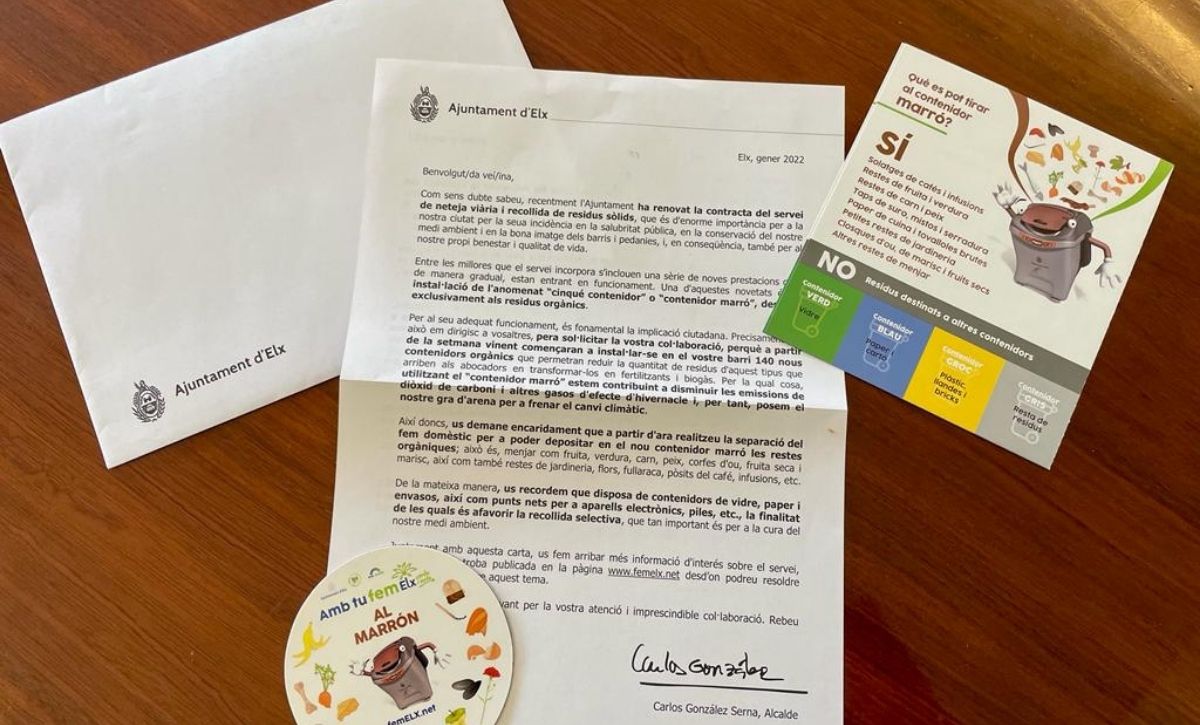 Ajuntament d'Elx
Ajuntament d'Elx
Elx, gener 2022
Benvolgut/da veí/ïna,
Com sens dubte sabeu, recentment l'Ajuntament ha renovat la contracta del servei
de neteja viària i recollida de residus sòlids, que és d'enorme importància per a la
nostra ciutat per la seua incidència en la salubritat pública, en la conservació del nostre
medi ambient i en la bona imatge dels barris i pedanies, i, en conseqüència, també per al
nostre propi benestar i qualitat de vida.
Entre les millores que el servei incorpora s'inclouen una sèrie de noves prestacions
de manera gradual, estan entrant en funcionament. Una d'aquestes novetats
instal·lació de l'anomenat "cinqué contenidor" o "contenidor marró",
exclusivament als residus orgànics.
Per al seu adequat funcionament, és fonamental la implicació ciutadana.
això em dirigisc a vosaltres, pera sol·licitar la vostra col·laboració, perquè a partir
de la setmana vinent començaran a instal·lar-se en el vostre barri 140 nous
contenidors orgànics que permetran reduir la quantitat de residus d'aquest tipus que
arriben als abocadors en transformar-los en fertilitzants i biogàs. Per la qual cosa,
utilitzant el "contenidor marró" estem contribuint a disminuir les emissions de
diòxid de carboni i altres gasos d'efecte d'hivernacle i, per tant, posem el
nostre gra d'arena per a frenar el canvi climàtic.
Així doncs, us demane encaridament que a partir d'ara realitzeu la separació del
fem domèstic per a poder depositar en el nou contenidor marró les restes
orgàniques; això és, menjar com fruita, verdura, carn, peix, corfes d'ou, fruita seca i
marisc, així com també restes de jardineria, flors, fullaraca, pòsits del café, infusions, etc.
De la mateixa manera, us recordem que disposa de contenidors de vidre, paper i
envasos, així com punts nets per a aparells electrònics, piles, etc., la finalitat
de les quals és afavorir la recollida selectiva, que tan important és per a la cura del
nostre medi ambient.
amb aquesta carta, us fem arribar més informació d'interés sobre el servei,
troba publicada en la pàgina www.femelx.net desd'on podreu resoldre
aquest tema.
per la vostra atenció i imprescindible col·laboració. Rebeu
Carlos González
Carlos González Serna, Alcalde
Qué es pot tirar
al contenidor
marró?
SÍ
Solatges de cafés i infusions
Restes de fruita i verdura
Restes de carn i peix
Taps de suro, mistos i serradura
Paper de cuina i tovalloles brutes
Petites restes de jardineria
Closques d'ou, de marisc i fruits secs
Altres restes de menjar
NO Residus destinats a altres contenidors
Contenidor
VERD
Vidre
Contenidor
BLAU
Paper i
cartó
Contenidor
GROC
Plàstic,
llandes i
bricks
Contenidor
GRIS
Resta de
residus
Amb tu fem Elx
AL
MARRÓN
femELX.net